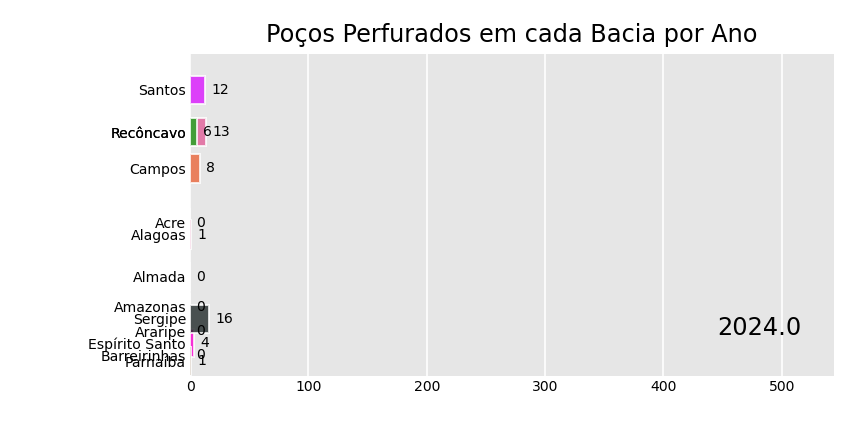 Poços Perfurados em cada Bacia por Ano
Santos 12
Recôncavo 6 13
Campos 8
Acre 0
Alagoas 1
Almada 0
Amazonas 0
Sergipe 16
Araripe 0
2024.0
Espírito Santo 4
Barreirinhas 0
Parnaíba 1
0 100 200 300 400 500